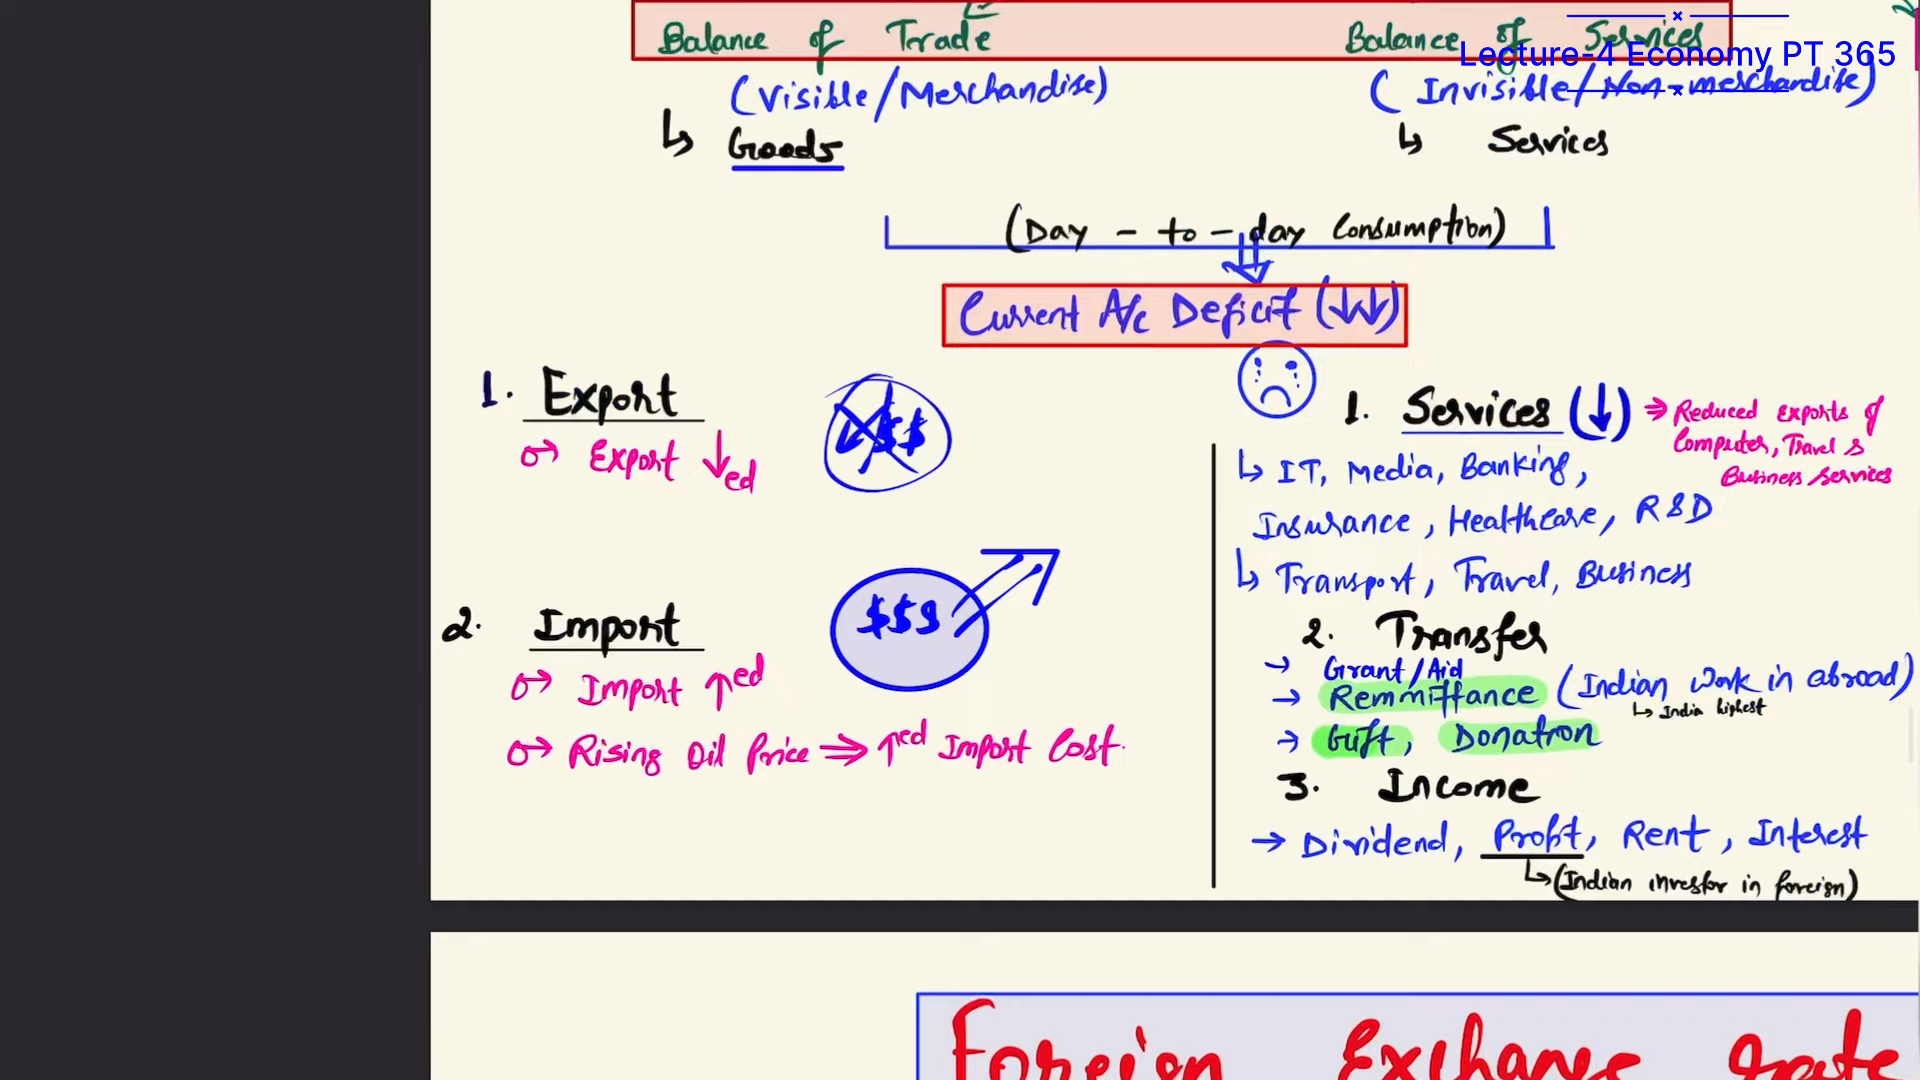 Balance of Trade
Balance of Services
Lecture-4 Economy PT 365
(Visible/Merchandise)
(Invisible/Non-merchandise)
↳ Goods
↳ Services
(Day - to - day Consumption)
Current A/c Deficit (↓↓)
1. Export
→ Export ↓ed
$$
2. Import
$$$
→ Import ↑ed
→ Rising Oil Price ⇒ ↑ed Import Cost.
1. Services (↓) ⇒ Reduced exports of
Computer, Travel &
Business Services
↳ IT, Media, Banking,
Insurance, Healthcare, R&D
↳ Transport, Travel, Business
2. Transfer
→ Grant/Aid
→ Remmittance (Indian work in abroad)
↳ India highest
→ Gift, Donation
3. Income
→ Dividend, Profit, Rent, Interest
↳ (Indian investor in foreign)
Foreign Exchange rate